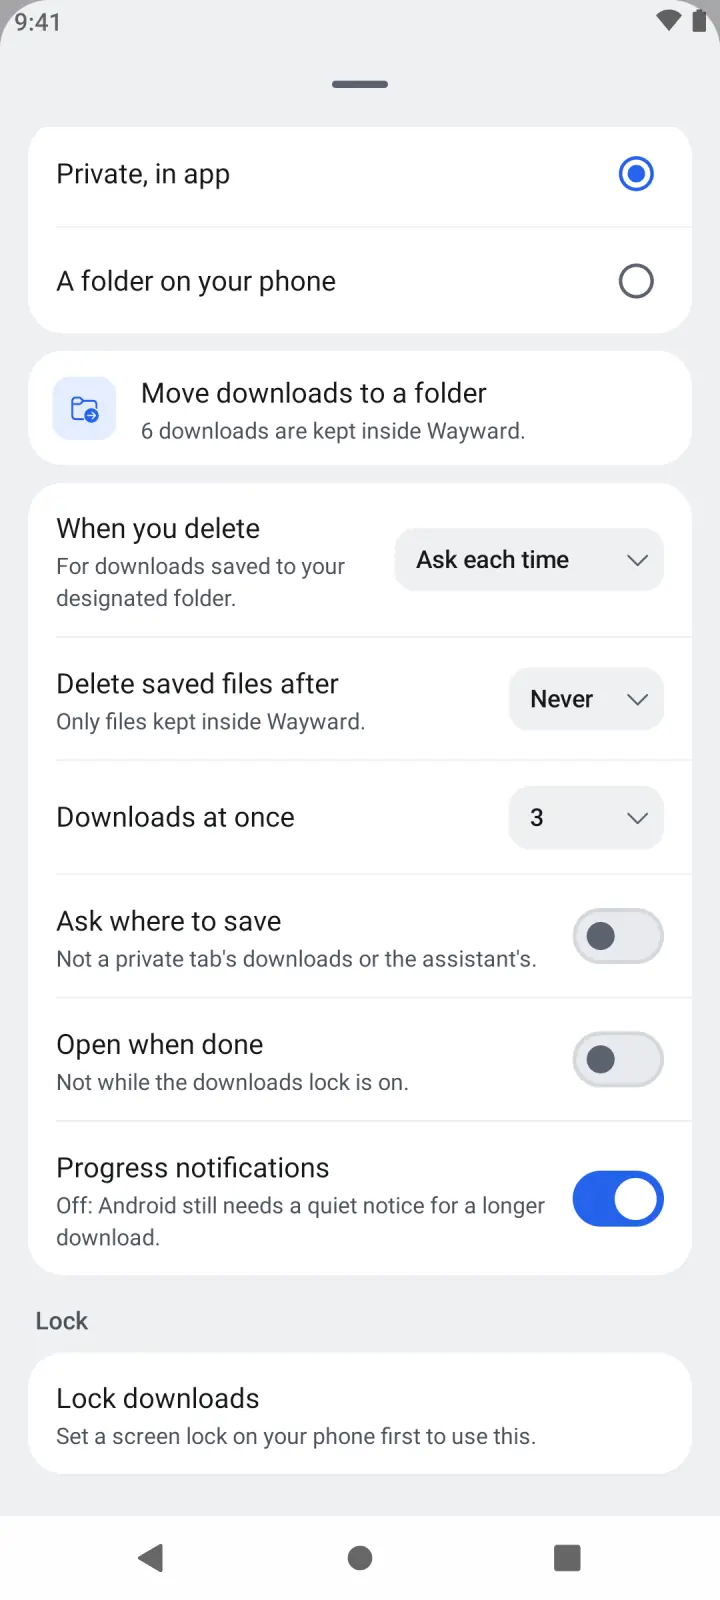 9:41
Private, in app
A folder on your phone
Move downloads to a folder
6 downloads are kept inside Wayward.
When you delete
For downloads saved to your
designated folder.
Ask each time
Delete saved files after
Only files kept inside Wayward.
Never
Downloads at once
3
Ask where to save
Not a private tab's downloads or the assistant's.
Open when done
Not while the downloads lock is on.
Progress notifications
Off: Android still needs a quiet notice for a longer
download.
Lock
Lock downloads
Set a screen lock on your phone first to use this.